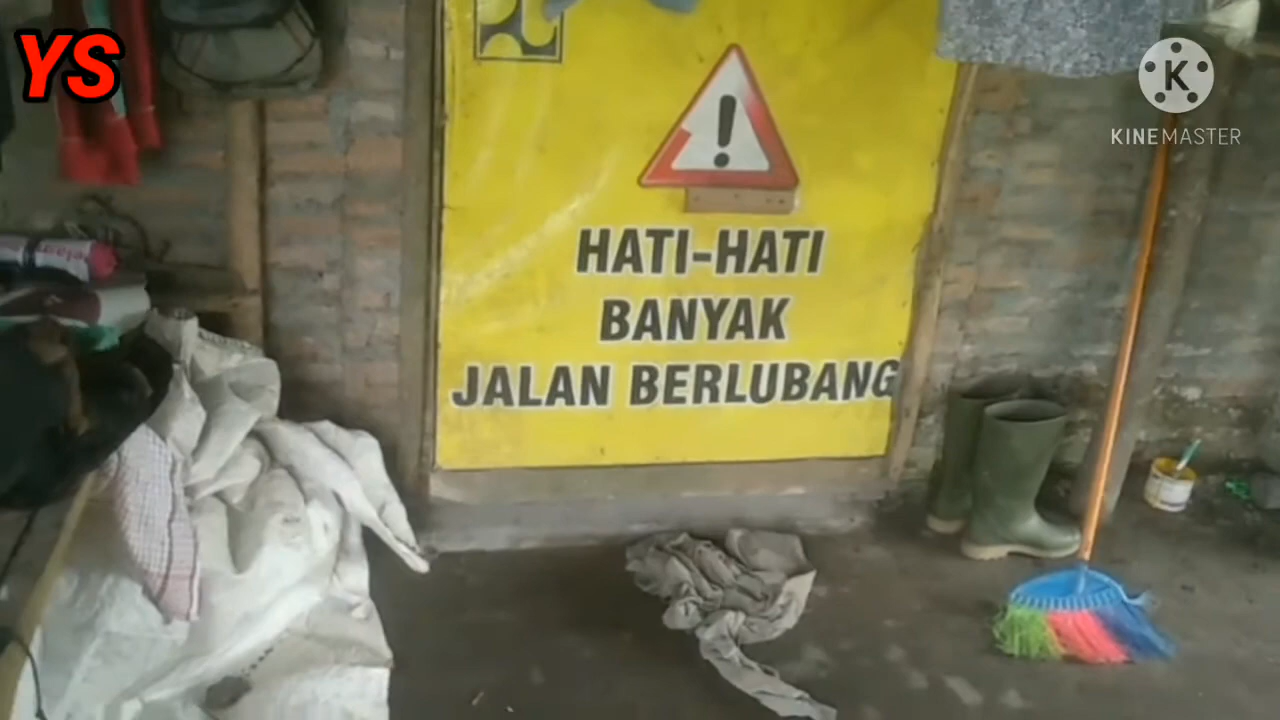 YS
K
KINEMASTER
!
HATI-HATI
BANYAK
JALAN BERLUBANG